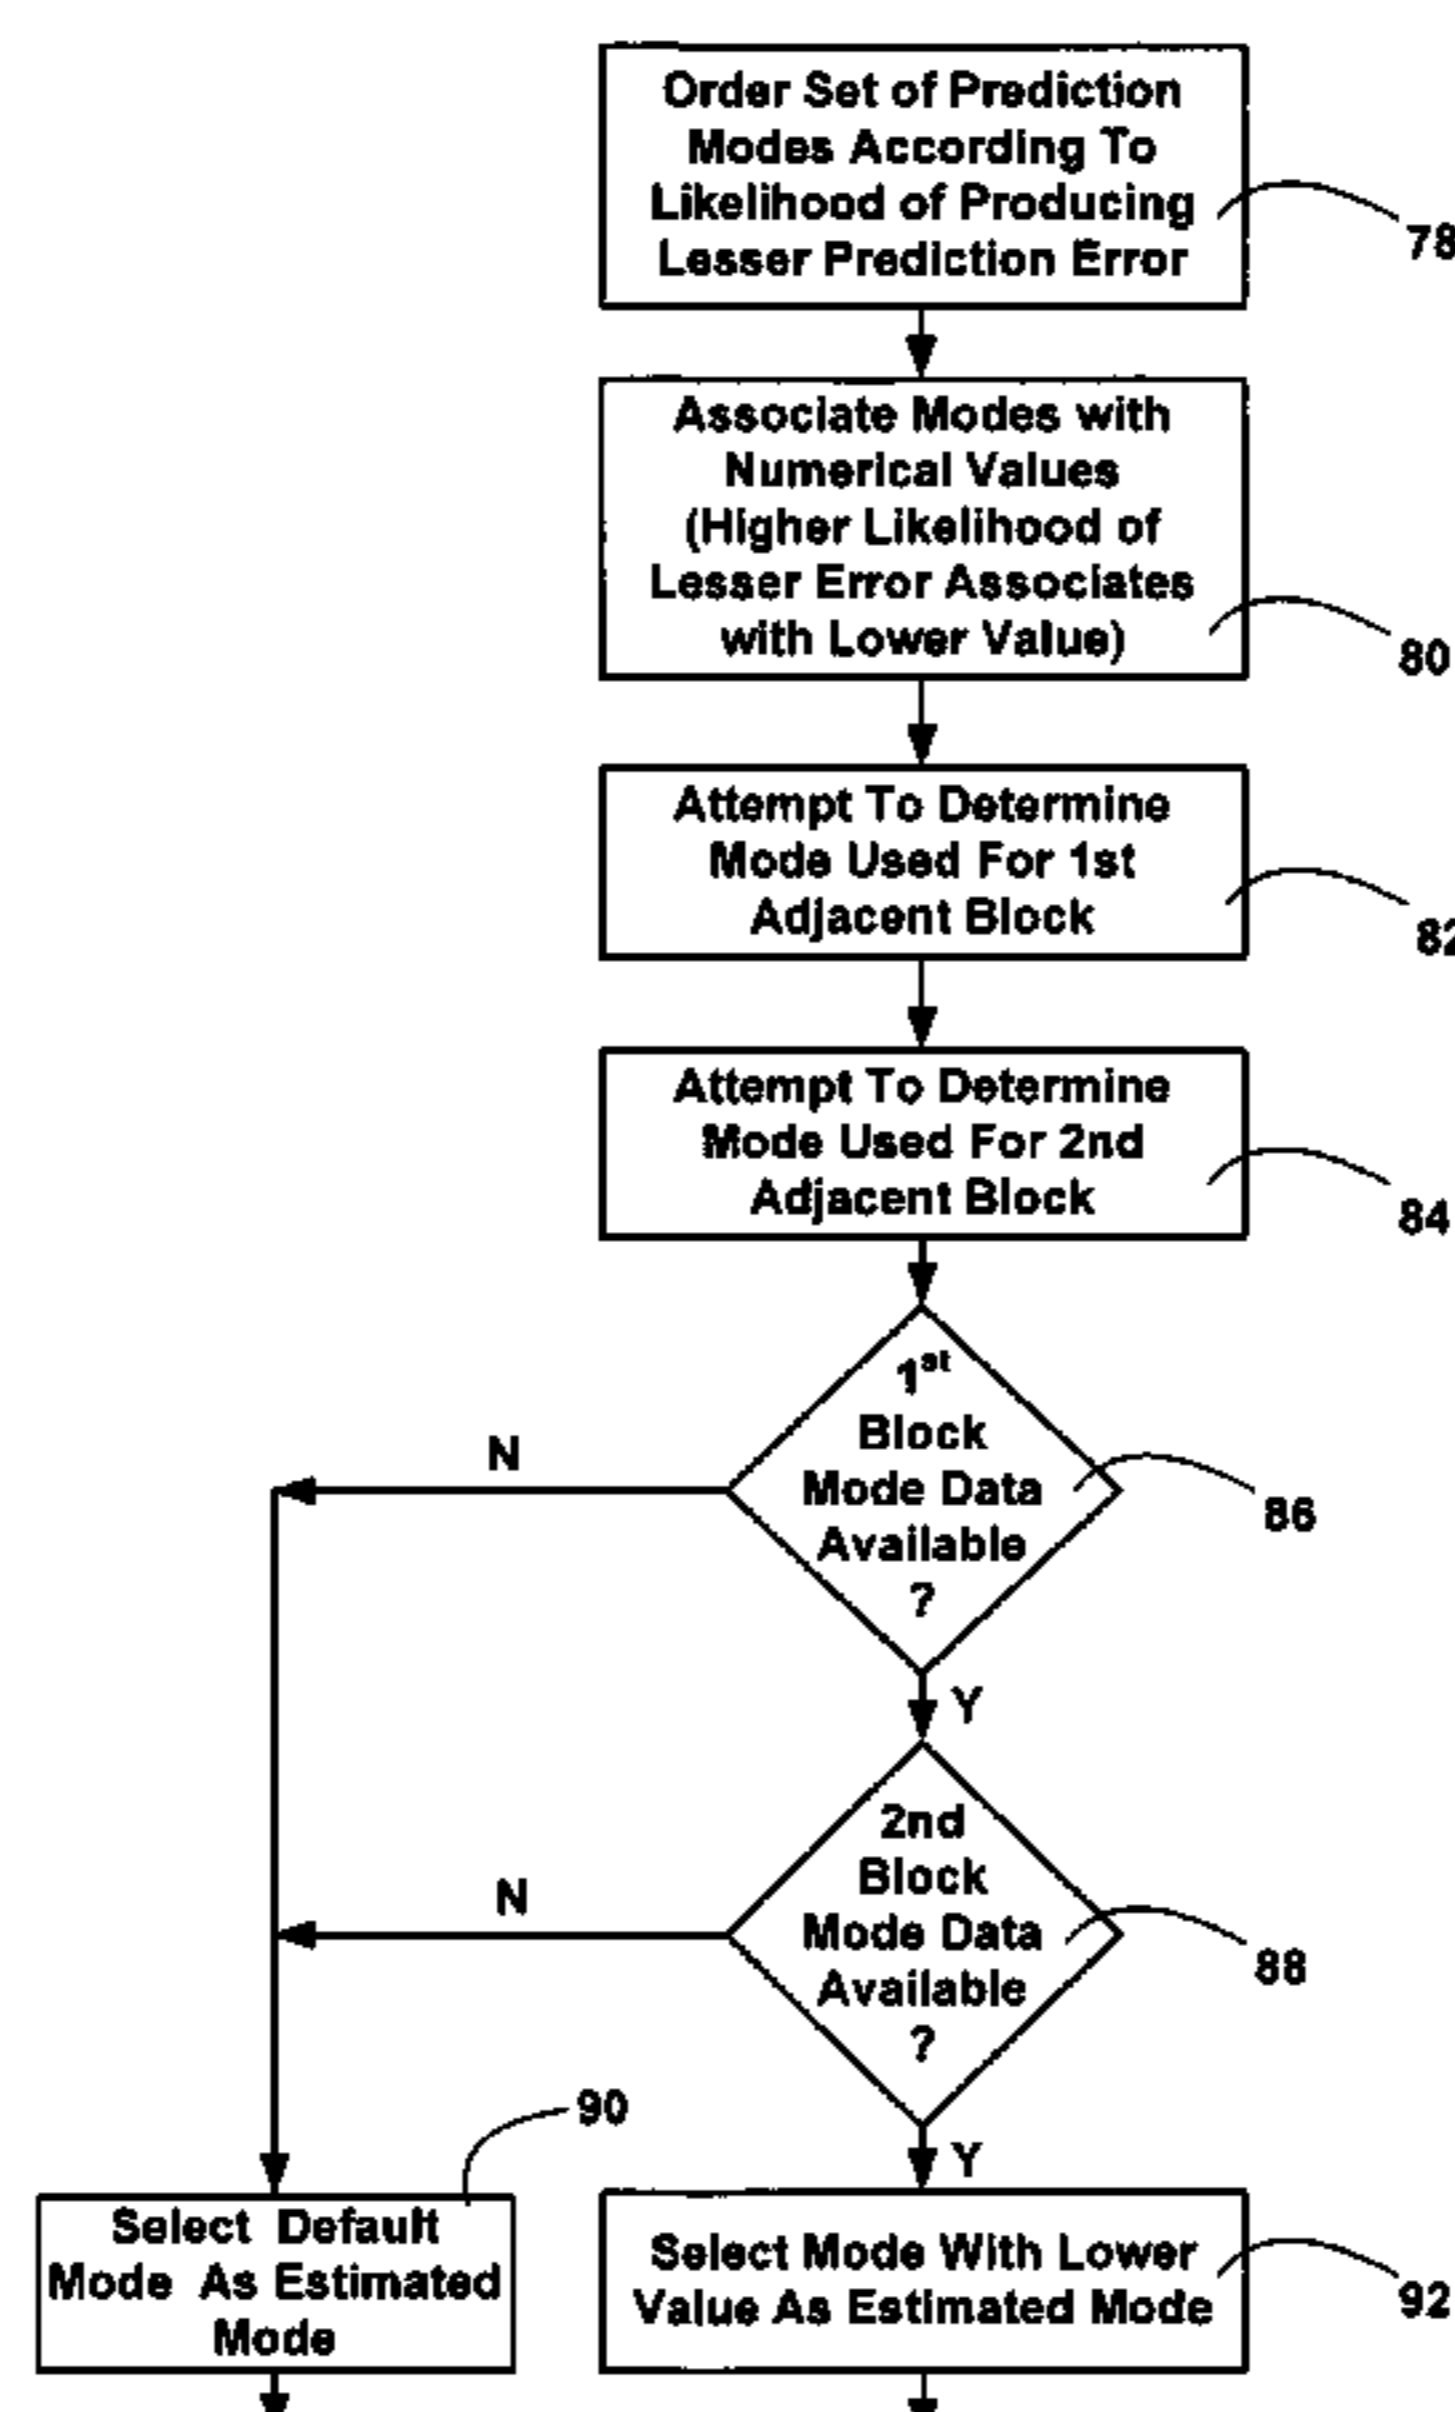 Order Set of Prediction
Modes According To
Likelihood of Producing
Lesser Prediction Error
78
Associate Modes with
Numerical Values
(Higher Likelihood of
Lesser Error Associates
with Lower Value)
80
Attempt To Determine
Mode Used For 1st
Adjacent Block
82
Attempt To Determine
Mode Used For 2nd
Adjacent Block
84
1st
Block
Mode Data
Available
?
86
N
Y
2nd
Block
Mode Data
Available
?
88
N
Y
90
Select Default
Mode As Estimated
Mode
Select Mode With Lower
Value As Estimated Mode
92